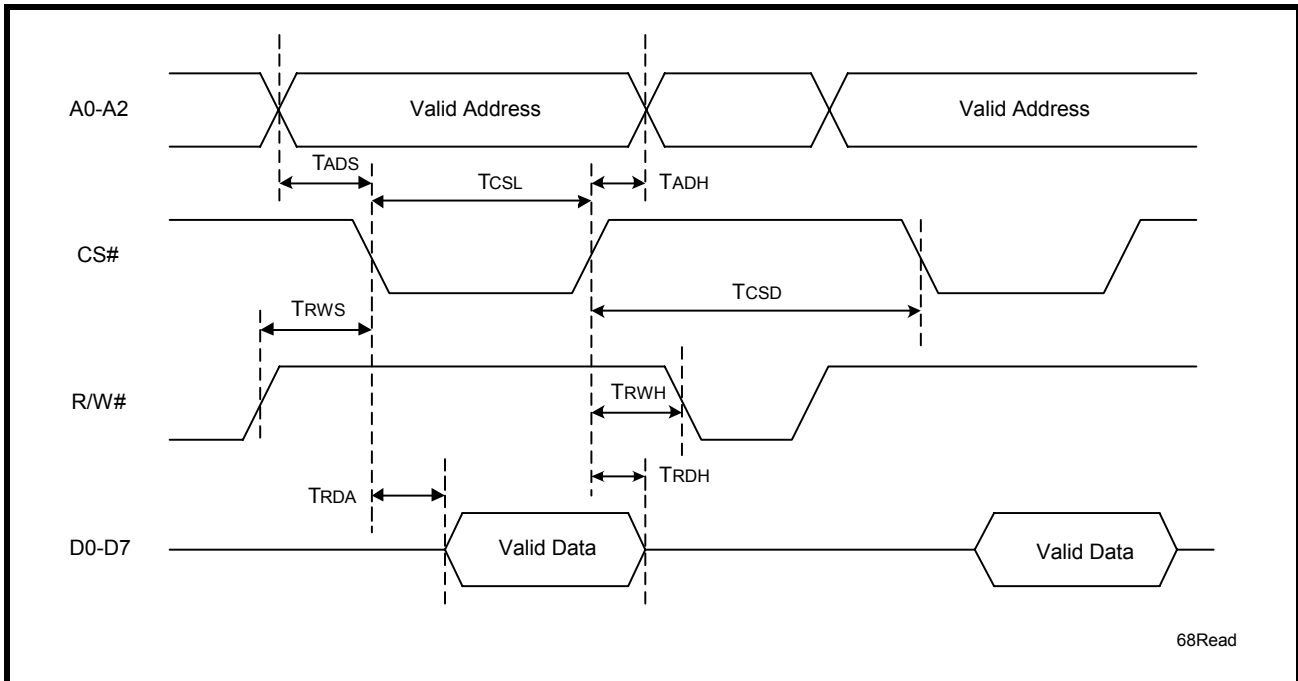 A0-A2
Valid Address
Valid Address
TADS
TCSL
TADH
CS#
TCSD
TRWS
R/W#
TRWH
TRDA
TRDH
D0-D7
Valid Data
Valid Data
68Read